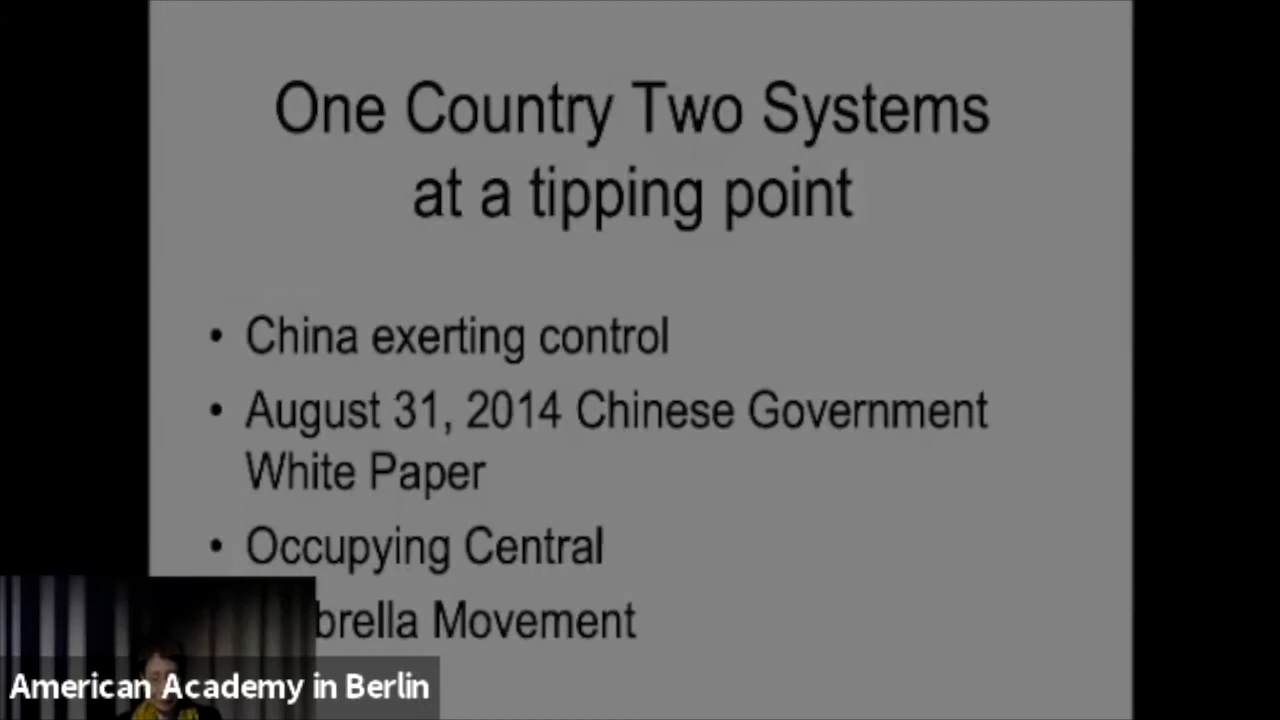 One Country Two Systems
at a tipping point
• China exerting control
• August 31, 2014 Chinese Government
White Paper
• Occupying Central
brella Movement
American Academy in Berlin